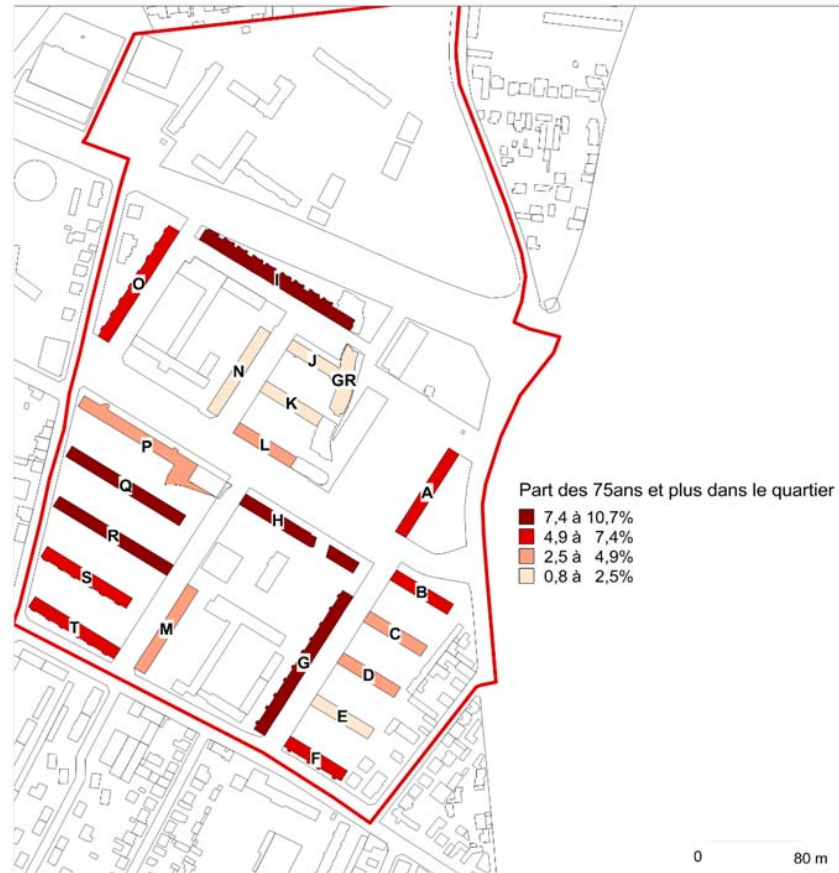 I
O
J
GR
N
K
L
P
A
Q
H
R
B
S
C
M
T
G
D
E
F
Part des 75ans et plus dans le quartier
7,4 à 10,7%
4,9 à 7,4%
2,5 à 4,9%
0,8 à 2,5%
0 80 m